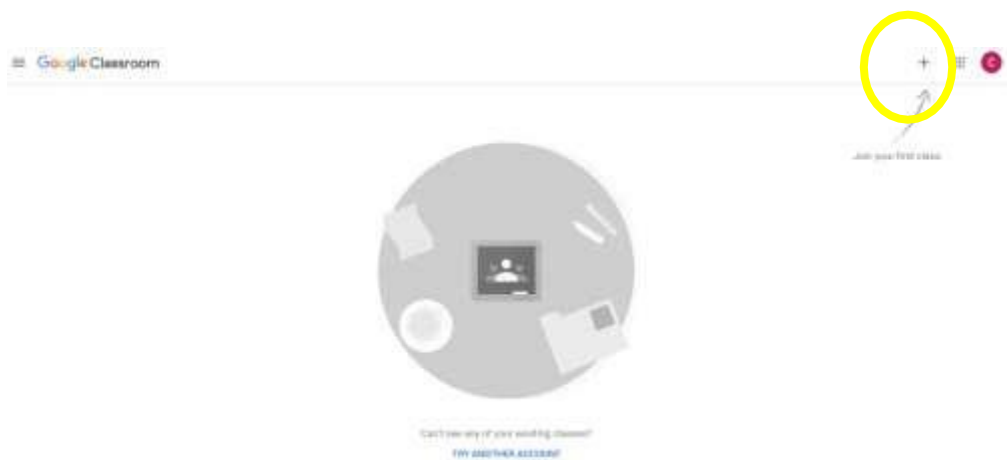 Google Classroom
+
C
Join your first class
Can't see any of your existing classes?
TRY ANOTHER ACCOUNT